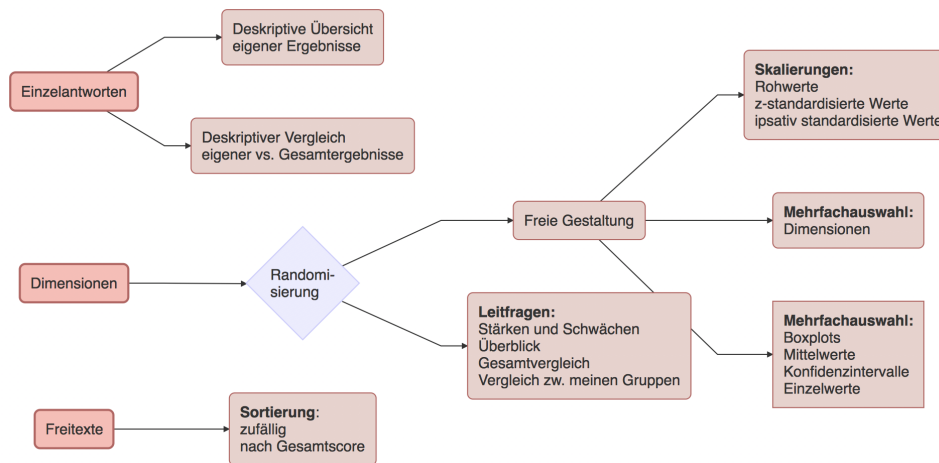 Deskriptive Übersicht
eigener Ergebnisse
Einzelantworten
Deskriptiver Vergleich
eigener vs. Gesamtergebnisse
Skalierungen:
Rohwerte
z-standardisierte Werte
ipsativ standardisierte Werte
Freie Gestaltung
Mehrfachauswahl:
Dimensionen
Dimensionen
Randomi-
sierung
Leitfragen:
Stärken und Schwächen
Überblick
Gesamtvergleich
Vergleich zw. meinen Gruppen
Mehrfachauswahl:
Boxplots
Mittelwerte
Konfidenzintervalle
Einzelwerte
Freitexte
Sortierung:
zufällig
nach Gesamtscore